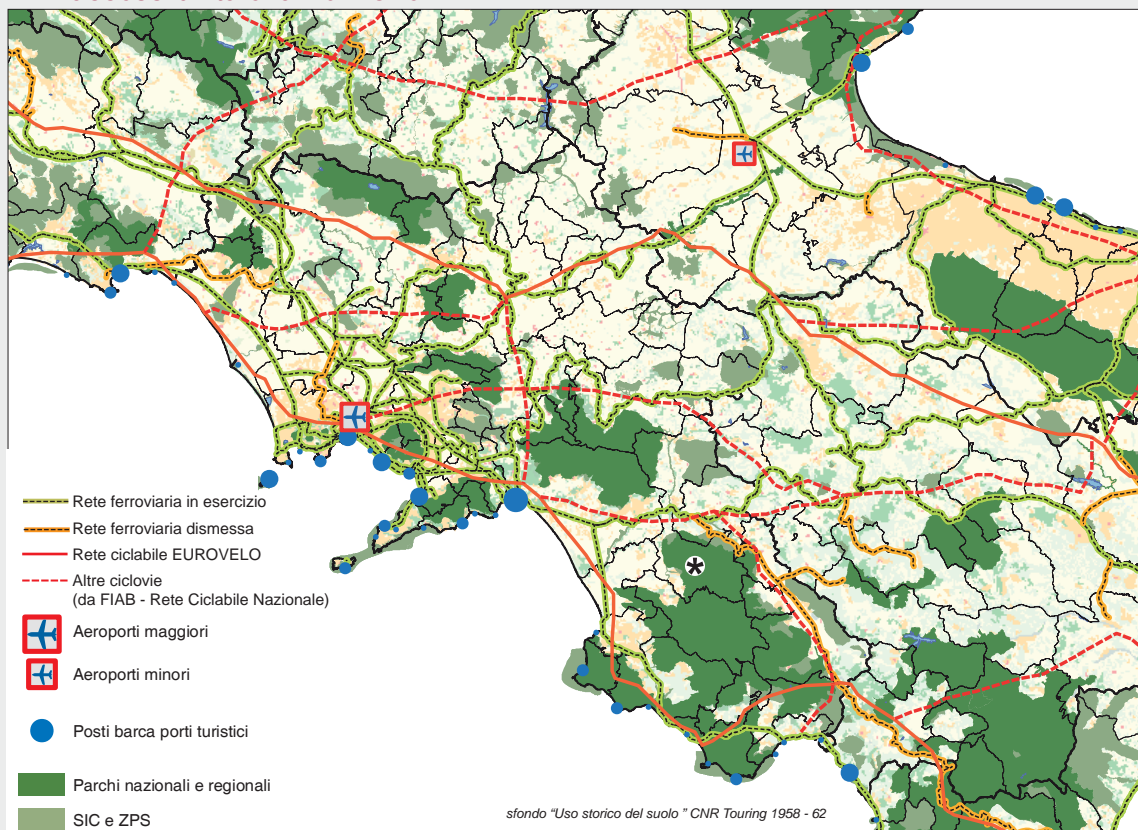 Rete ferroviaria in esercizio
Rete ferroviaria dismessa
Rete ciclabile EUROVELO
Altre ciclovie
(da FIAB - Rete Ciclabile Nazionale)
Aeroporti maggiori
Aeroporti minori
Posti barca porti turistici
Parchi nazionali e regionali
SIC e ZPS
sfondo "Uso storico del suolo " CNR Touring 1958 - 62